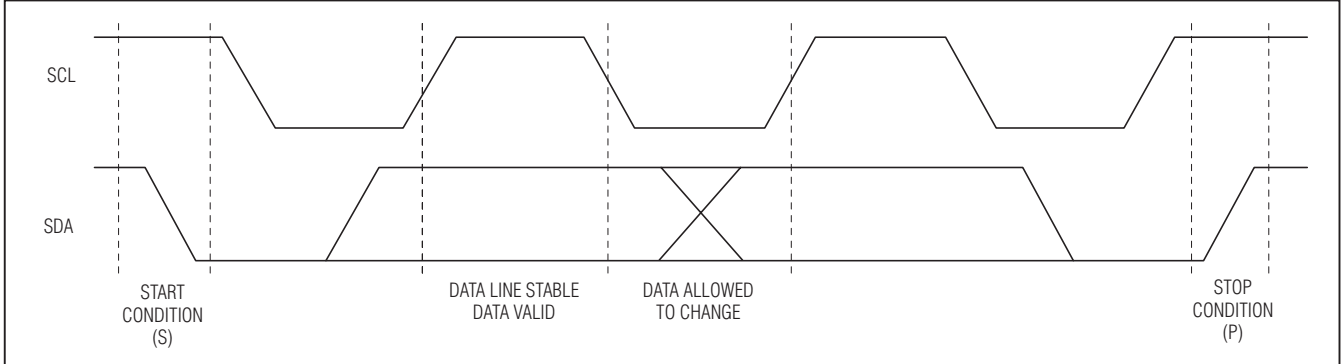 SCL
SDA
START
CONDITION
(S)
DATA LINE STABLE
DATA VALID
DATA ALLOWED
TO CHANGE
STOP
CONDITION
(P)